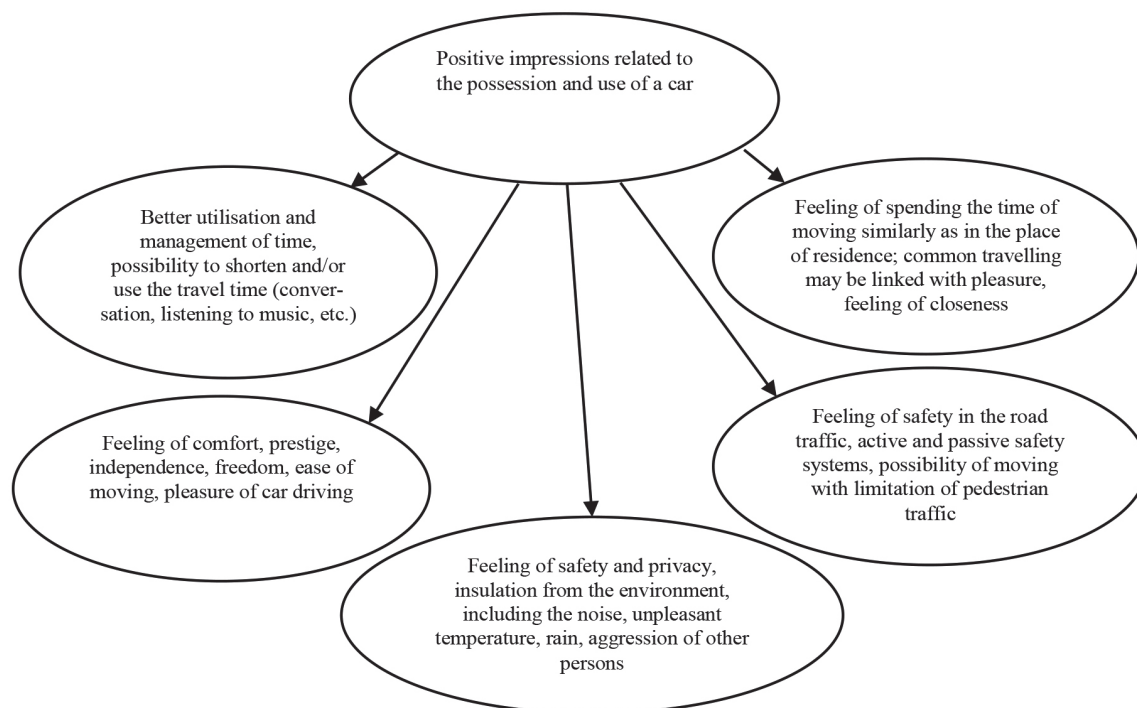 Positive impressions related to
the possession and use of a car
Better utilisation and
management of time,
possibility to shorten and/or
use the travel time (conver-
sation, listening to music, etc.)
Feeling of spending the time of
moving similarly as in the place
of residence; common travelling
may be linked with pleasure,
feeling of closeness
Feeling of comfort, prestige,
independence, freedom, ease of
moving, pleasure of car driving
Feeling of safety in the road
traffic, active and passive safety
systems, possibility of moving
with limitation of pedestrian
traffic
Feeling of safety and privacy,
insulation from the environment,
including the noise, unpleasant
temperature, rain, aggression of other
persons